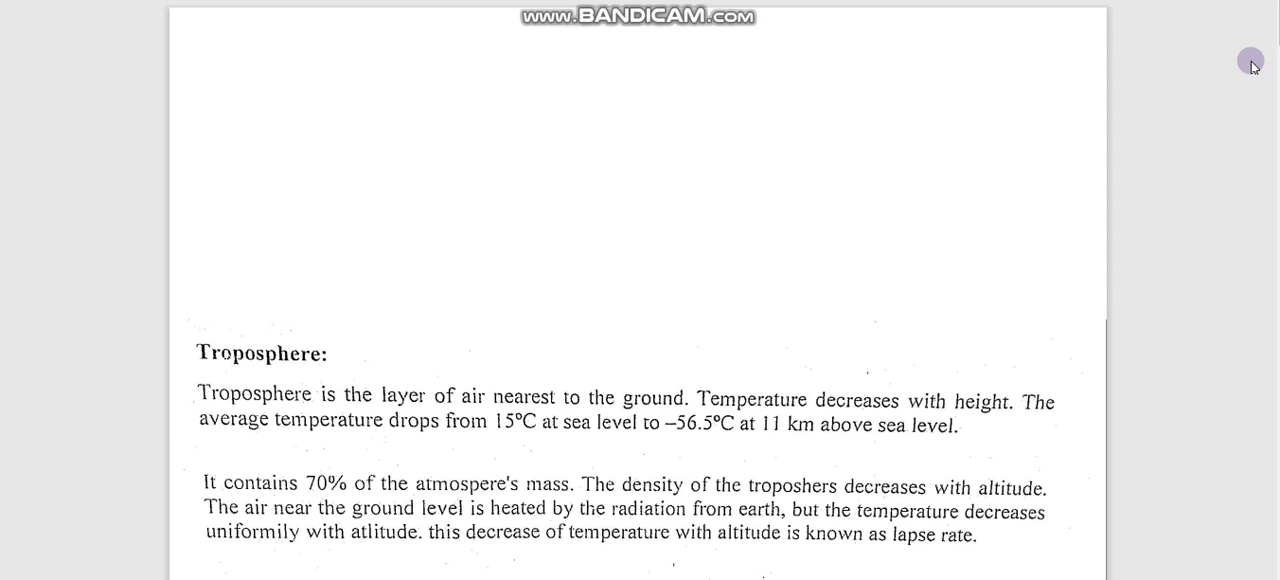 www.BANDICAM.com
Troposphere:
Troposphere is the layer of air nearest to the ground. Temperature decreases with height. The
average temperature drops from 15°C at sea level to –56.5°C at 11 km above sea level.
It contains 70% of the atmospere's mass. The density of the troposhers decreases with altitude.
The air near the ground level is heated by the radiation from earth, but the temperature decreases
uniformily with atlitude. this decrease of temperature with altitude is known as lapse rate.